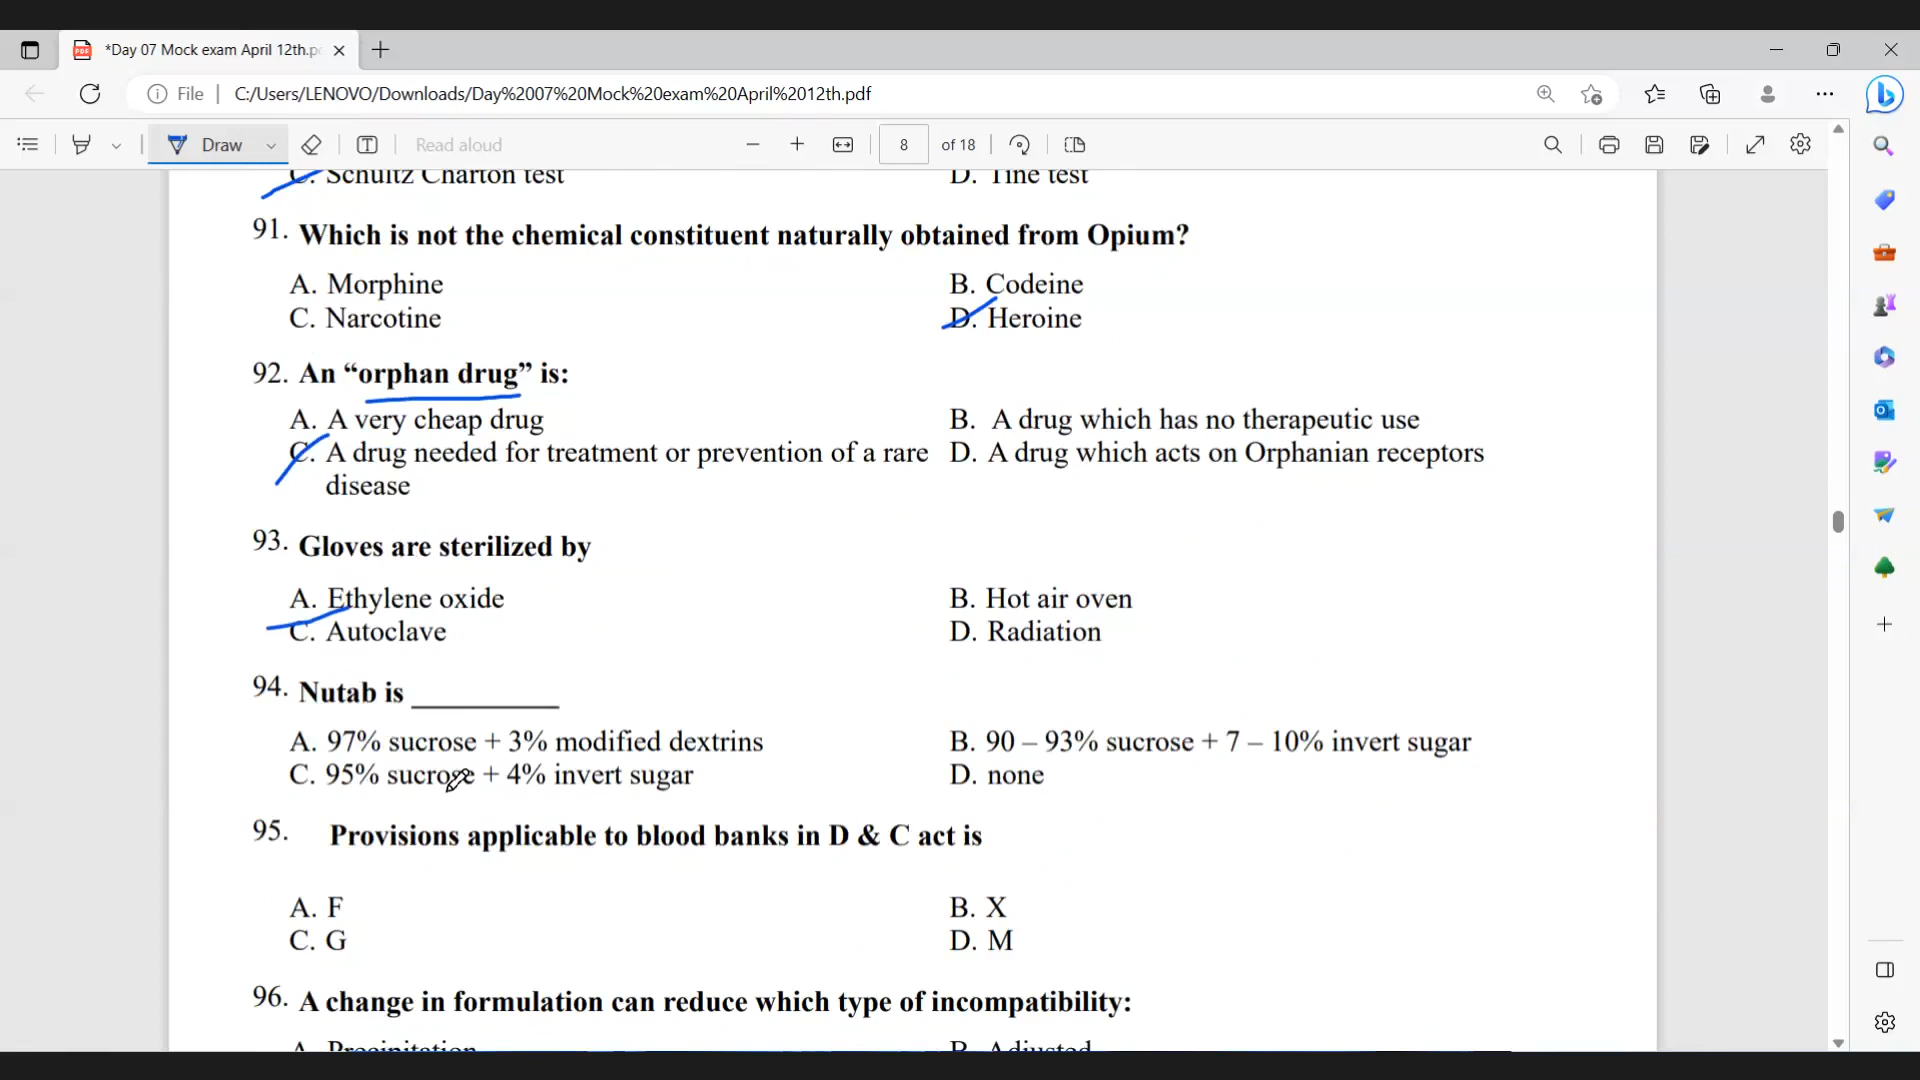 *Day 07 Mock exam April 12th.p
File | C:/Users/LENOVO/Downloads/Day%2007%20Mock%20exam%20April%2012th.pdf
Draw
Read aloud
8 of 18
C. Schultz Charlton test D. Tine test
91. Which is not the chemical constituent naturally obtained from Opium?
A. Morphine B. Codeine
C. Narcotine D. Heroine
92. An “orphan drug” is:
A. A very cheap drug B. A drug which has no therapeutic use
C. A drug needed for treatment or prevention of a rare D. A drug which acts on Orphanian receptors
disease
93. Gloves are sterilized by
A. Ethylene oxide B. Hot air oven
C. Autoclave D. Radiation
94. Nutab is __________
A. 97% sucrose + 3% modified dextrins B. 90 – 93% sucrose + 7 – 10% invert sugar
C. 95% sucrose + 4% invert sugar D. none
95. Provisions applicable to blood banks in D & C act is
A. F B. X
C. G D. M
96. A change in formulation can reduce which type of incompatibility:
A. Precipitation B. Adjusted